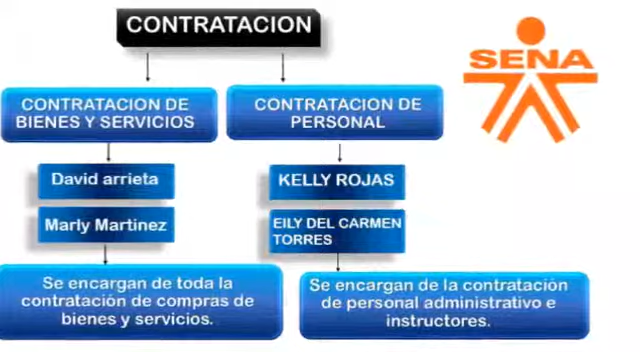 CONTRATACION
SENA
CONTRATACION DE
BIENES Y SERVICIOS
CONTRATACION DE
PERSONAL
David arrieta
KELLY ROJAS
Marly Martinez
EILY DEL CARMEN
TORRES
Se encargan de toda la
contratación de compras de
bienes y servicios.
Se encargan de la contratación
de personal administrativo e
instructores.